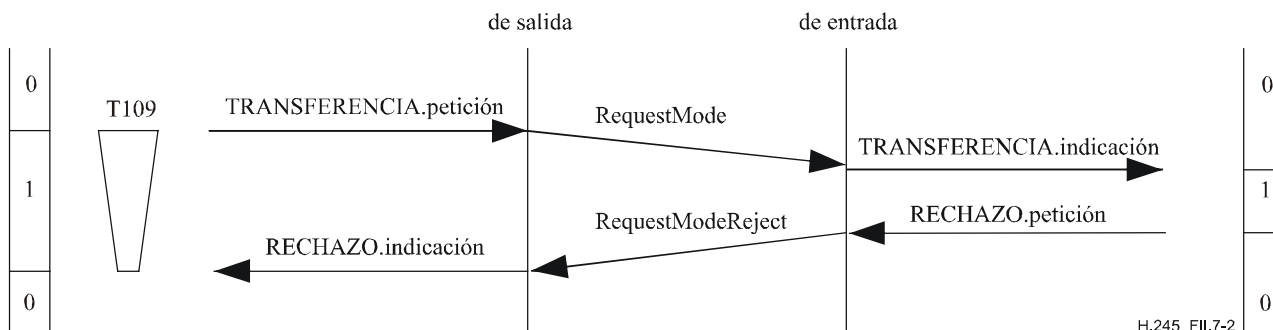 de salida
de entrada
0
0
T109
TRANSFERENCIA.petición
RequestMode
TRANSFERENCIA.indicación
1
1
RequestModeReject
RECHAZO.petición
RECHAZO.indicación
0
0
H.245_FII.7-2